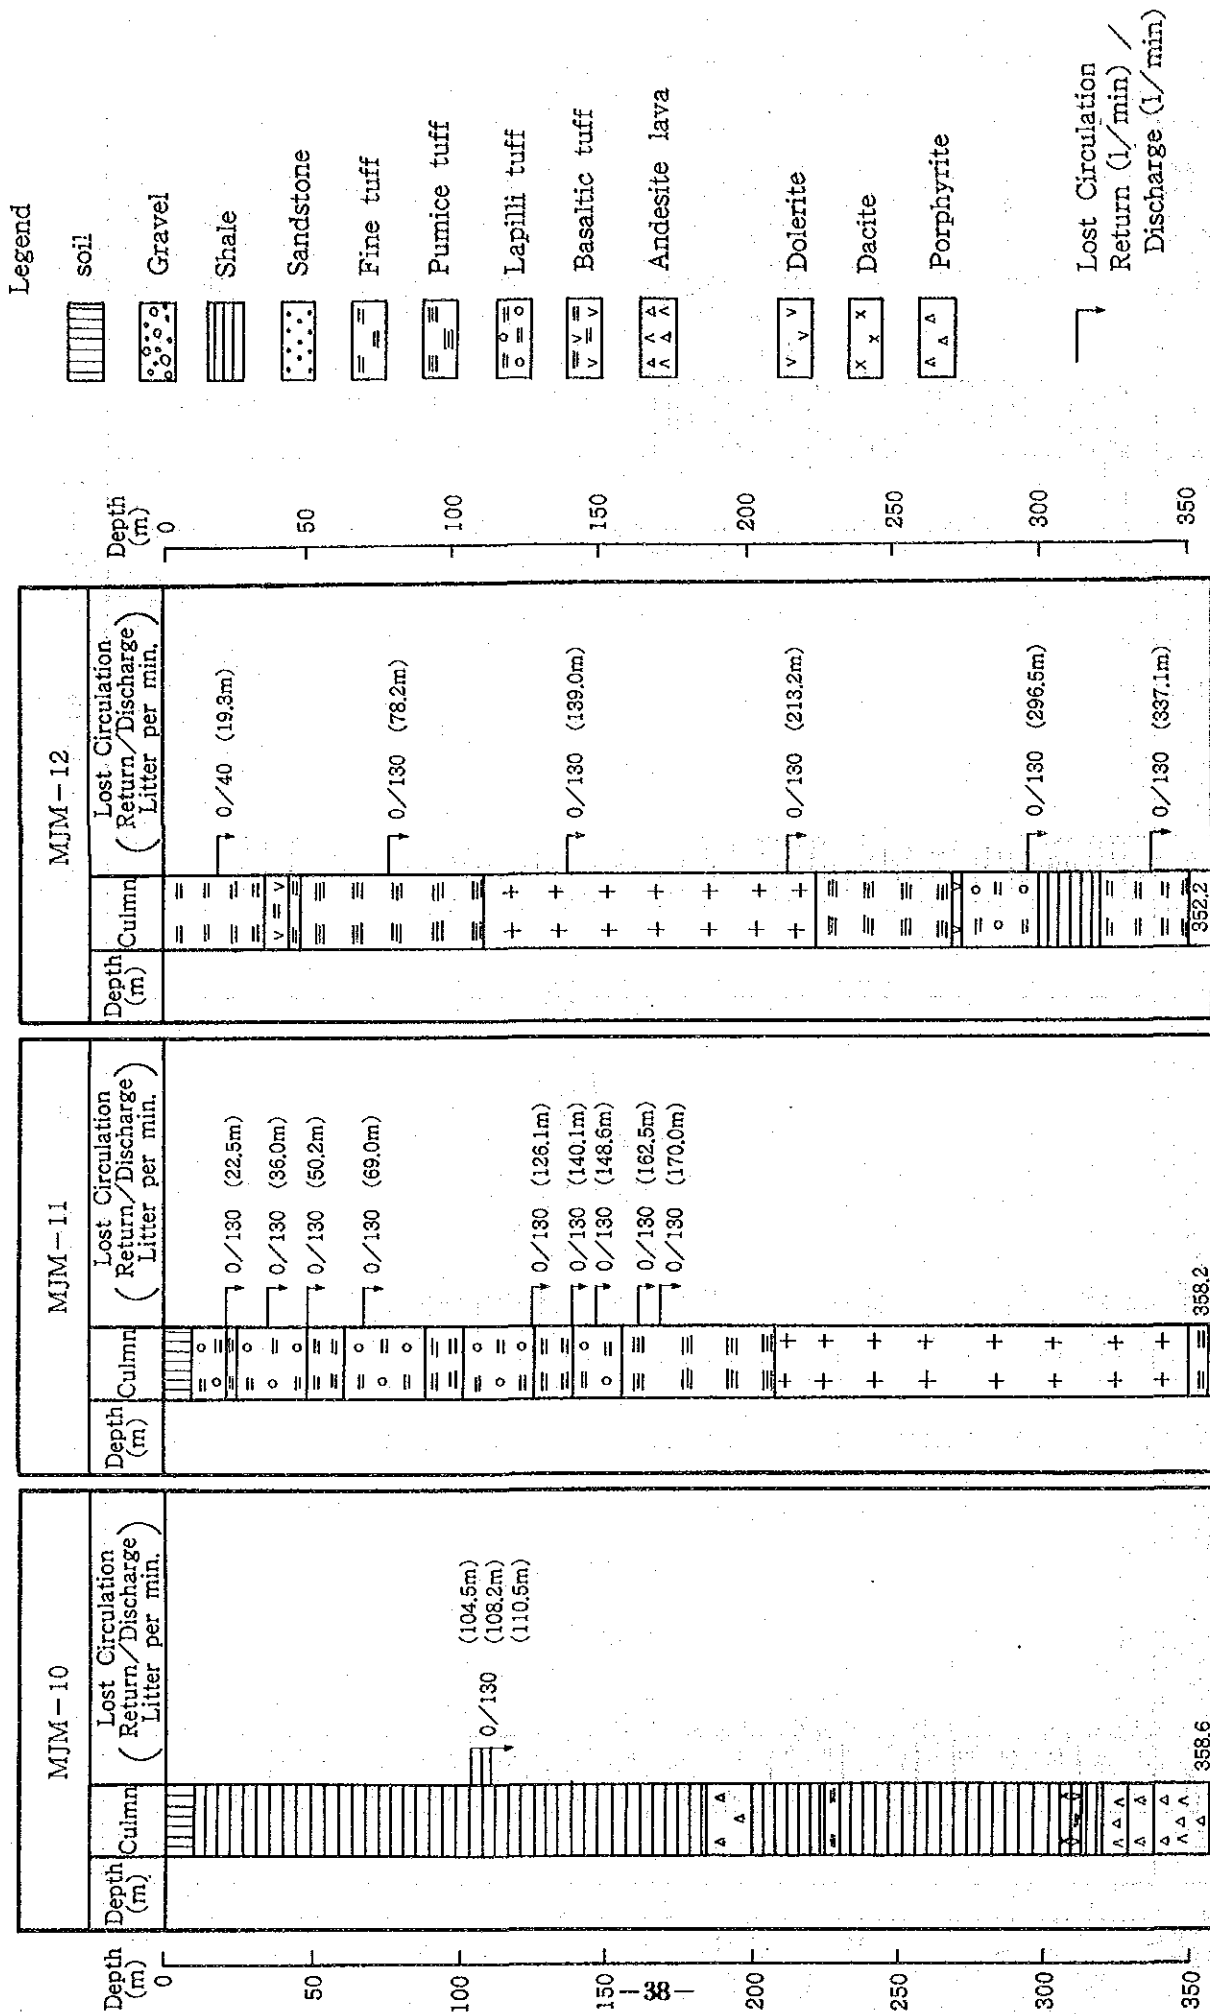 MJM-10
Depth (m)
Depth (m)
Culmn
Lost Circulation
( Return/Discharge )
Litter per min.
0
50
100
150
200
250
300
350
0/130
(104.5m)
(108.2m)
(110.5m)
358.6
MJM-11
Depth (m)
Culmn
Lost Circulation
( Return/Discharge )
Litter per min.
0/130 (22.5m)
0/130 (36.0m)
0/130 (50.2m)
0/130 (69.0m)
0/130 (126.1m)
0/130 (140.1m)
0/130 (148.6m)
0/130 (162.5m)
0/130 (170.0m)
358.2
MJM-12
Depth (m)
Culmn
Lost Circulation
( Return/Discharge )
Litter per min.
0/40 (19.3m)
0/130 (78.2m)
0/130 (139.0m)
0/130 (213.2m)
0/130 (296.5m)
0/130 (337.1m)
352.2
Depth (m)
0
50
100
150
200
250
300
350
Legend
soil
Gravel
Shale
Sandstone
Fine tuff
Pumice tuff
Lapilli tuff
Basaltic tuff
Andesite lava
Dolerite
Dacite
Porphyrite
Lost Circulation
Return (l/min) /
Discharge (l/min)
-38-